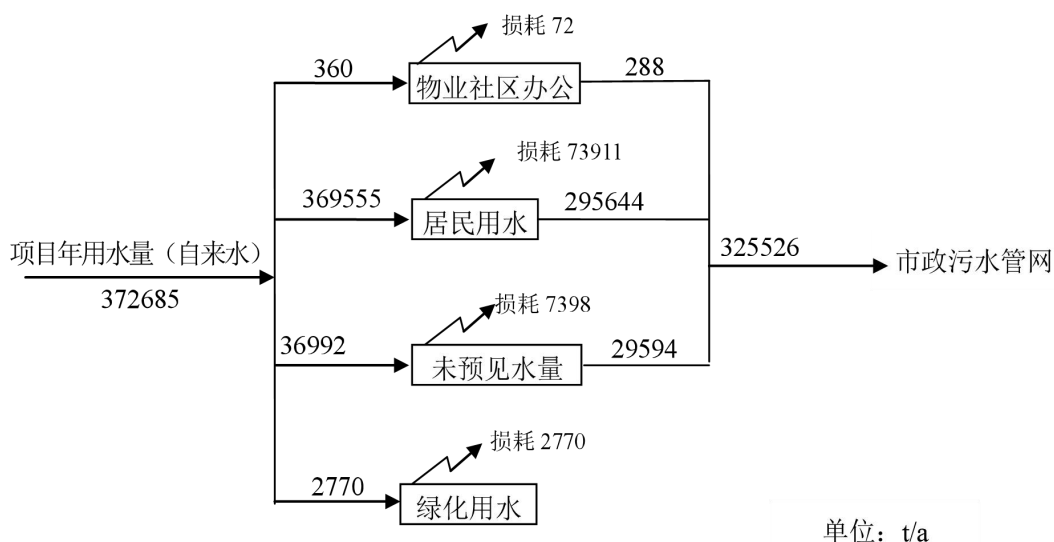 损耗 72
360
物业社区办公
288
损耗 73911
369555
居民用水
295644
项目年用水量（自来水）
372685
325526
市政污水管网
损耗 7398
36992
未预见水量
29594
损耗 2770
2770
绿化用水
单位：t/a